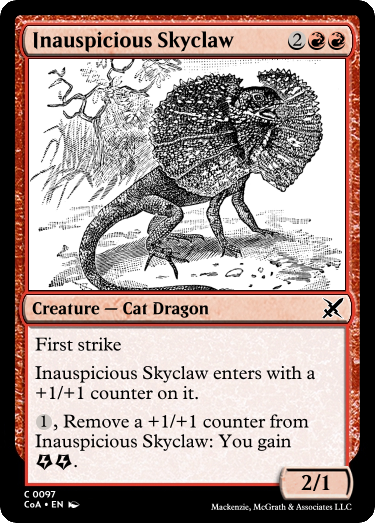 Inauspicious Skyclaw 2
Creature — Cat Dragon
First strike
Inauspicious Skyclaw enters with a
+1/+1 counter on it.
1, Remove a +1/+1 counter from
Inauspicious Skyclaw: You gain
.
2/1
C 0097
CoA • EN
Mackenzie, McGrath & Associates LLC